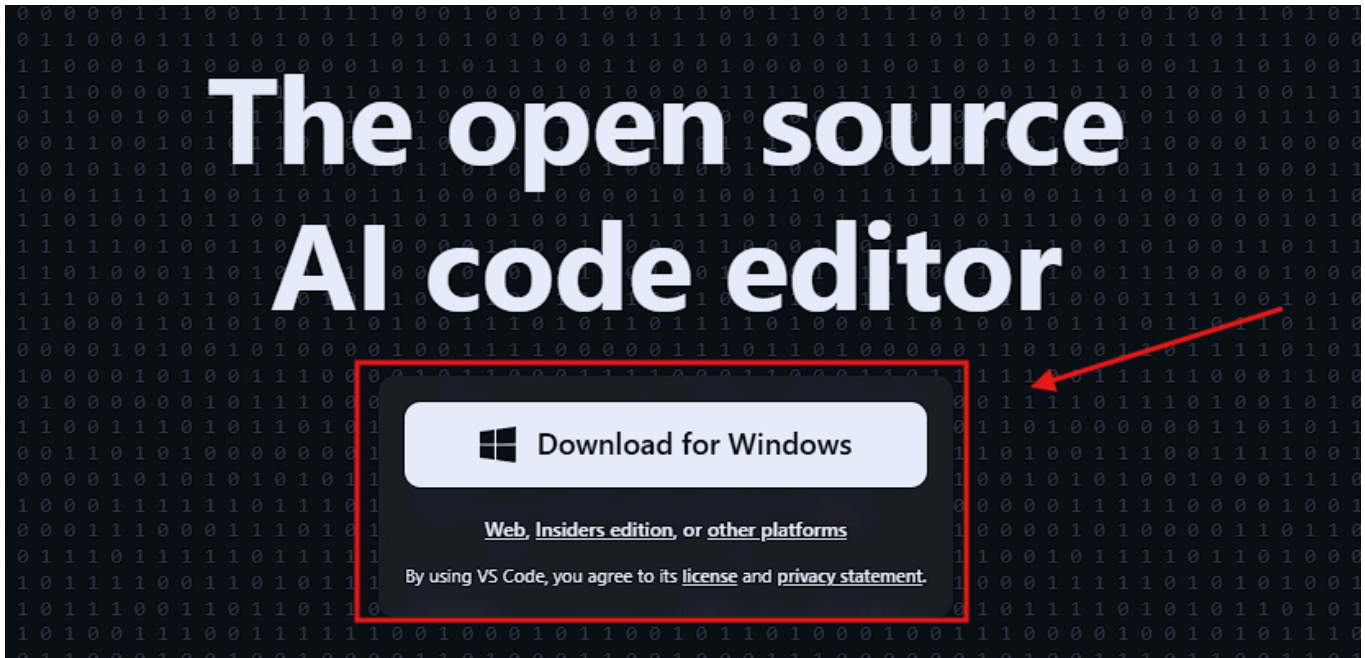 The open source
AI code editor
Download for Windows
Web, Insiders edition, or other platforms
By using VS Code, you agree to its license and privacy statement.